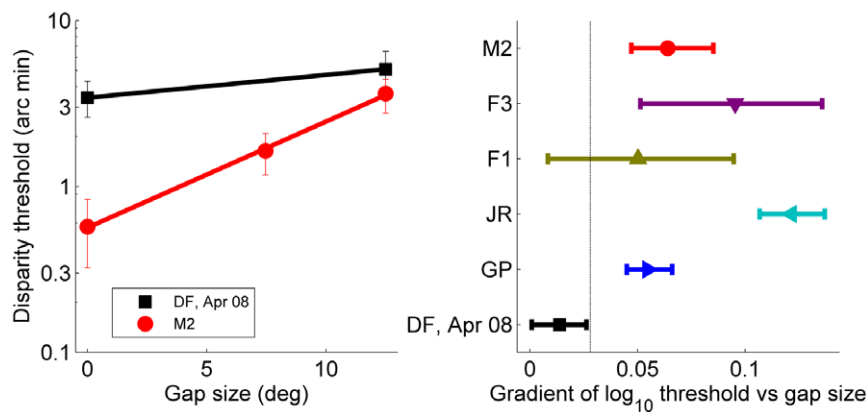 10
3
1
0.3
0.1
Disparity threshold (arc min)
DF, Apr 08
M2
0
5
10
Gap size (deg)
M2
F3
F1
JR
GP
DF, Apr 08
0
0.05
0.1
Gradient of log10 threshold vs gap size